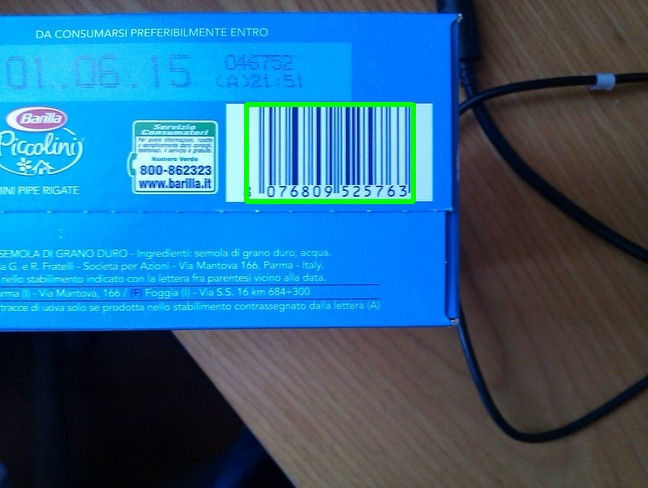 DA CONSUMARSI PREFERIBILMENTE ENTRO
01.06.15
046752
(A)21:51
Barilla
Piccolini
MINI PIPE RIGATE
Servizio
Consumatori
Numero Verde
800-862323
www.barilla.it
8 076809 525763
SEMOLA DI GRANO DURO - Ingredienti: semola di grano duro, acqua.
G. e R. Fratelli - Società per Azioni - Via Mantova 166, Parma - Italy.
nello stabilimento indicato con la lettera fra parentesi vicino alla data.
rma (I) - Via Mantova, 166 / (F) Foggia (I) - Via S.S. 16 km 684+300
tracce di uova solo se prodotta nello stabilimento contrassegnato dalla lettera (A)